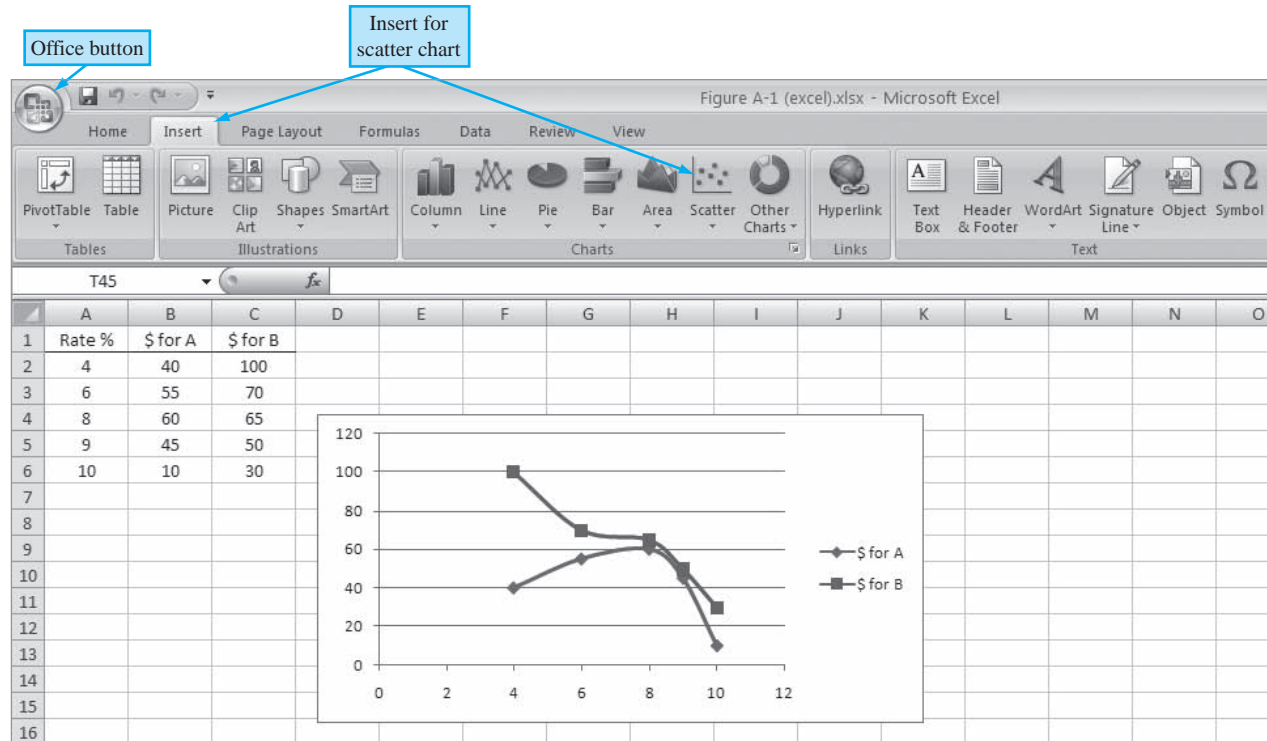 Insert for
scatter chart
Office button
Figure A-1 (excel).xlsx - Microsoft Excel
Home Insert Page Layout Formulas Data Review View
PivotTable Table Picture Clip Art Shapes SmartArt Column Line Pie Bar Area Scatter Other Charts Hyperlink Text Box Header & Footer WordArt Signature Line Object Symbol
Tables Illustrations Charts Links Text
T45 fx
A B C D E F G H I J K L M N O
1 Rate % $ for A $ for B
2 4 40 100
3 6 55 70
4 8 60 65
5 9 45 50
6 10 10 30
7
8
9
10
11
12
13
14
15
16
120
100
80
60
40
20
0
0 2 4 6 8 10 12
$ for A
$ for B